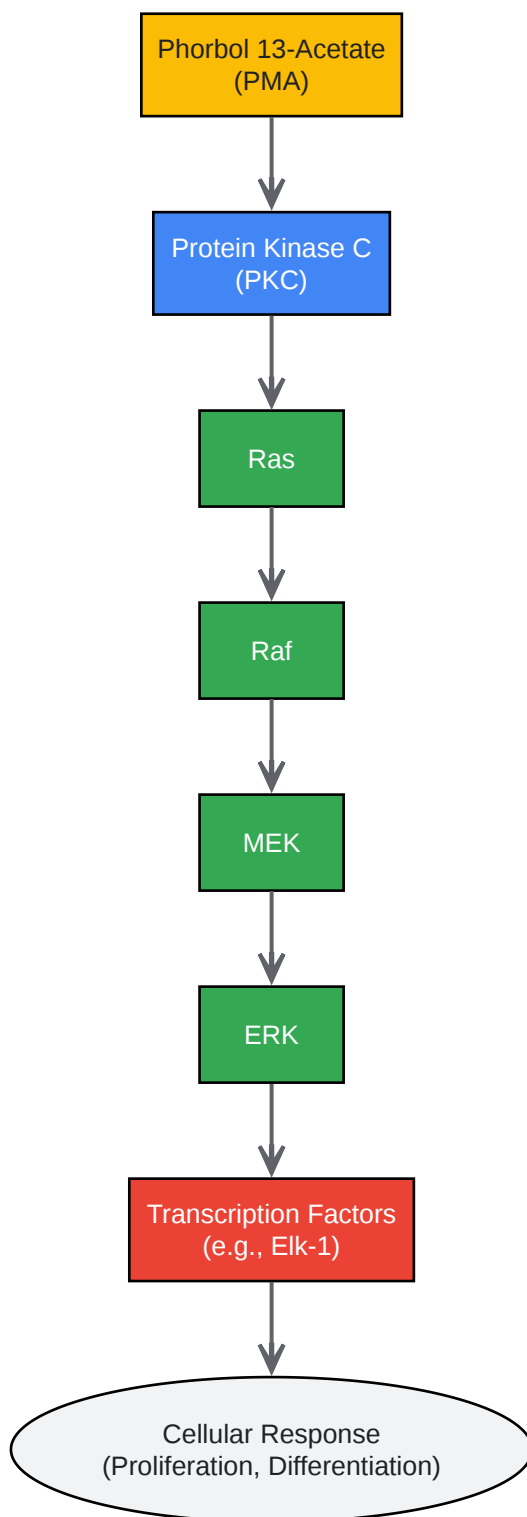 Phorbol 13-Acetate
(PMA)
Protein Kinase C
(PKC)
Ras
Raf
MEK
ERK
Transcription Factors
(e.g., Elk-1)
Cellular Response
(Proliferation, Differentiation)